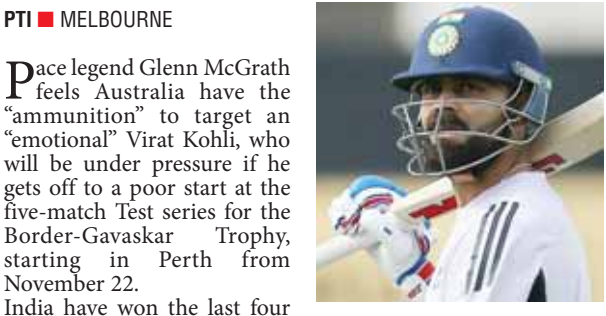 PTI ■ MELBOURNE
Pace legend Glenn McGrath
feels Australia have the
“ammunition” to target an
“emotional” Virat Kohli, who
will be under pressure if he
gets off to a poor start at the
five-match Test series for the
Border-Gavaskar Trophy,
starting in Perth from
November 22.
India have won the last four